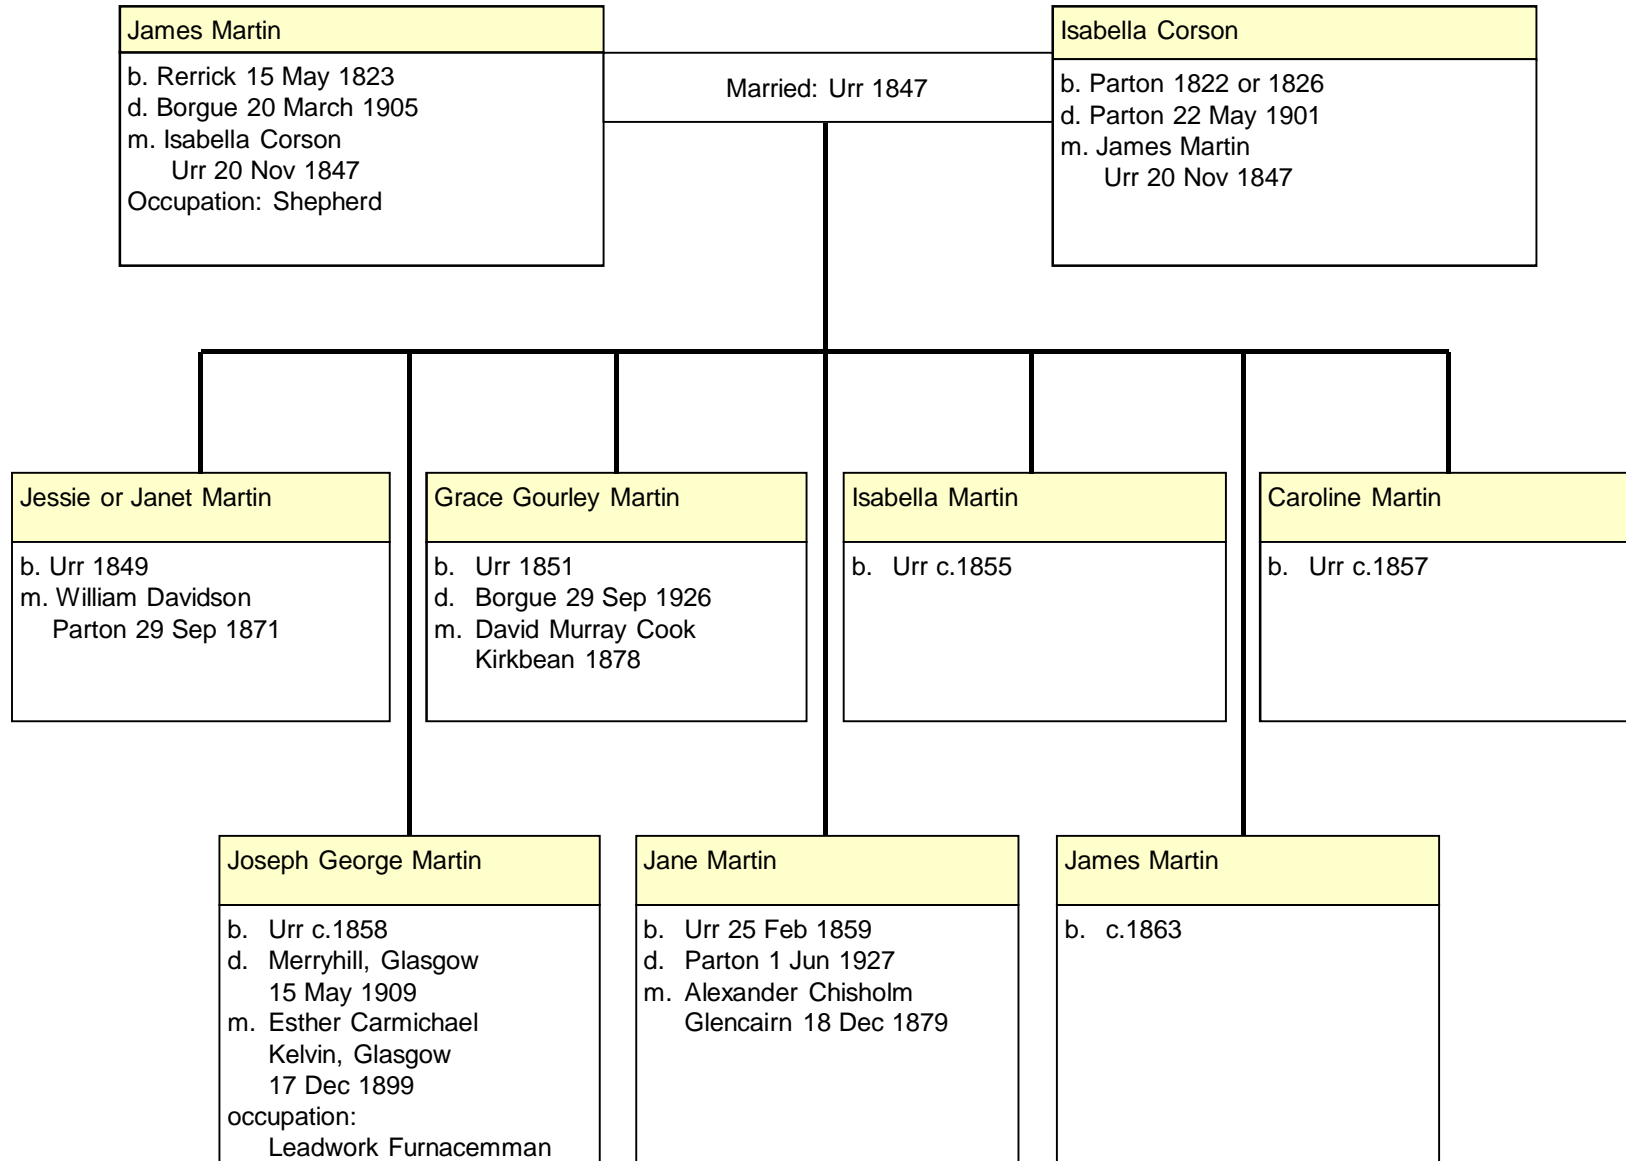 James Martin
b. Rerrick 15 May 1823
d. Borgue 20 March 1905
m. Isabella Corson
Urr 20 Nov 1847
Occupation: Shepherd
Married: Urr 1847
Isabella Corson
b. Parton 1822 or 1826
d. Parton 22 May 1901
m. James Martin
Urr 20 Nov 1847
Jessie or Janet Martin
b. Urr 1849
m. William Davidson
Parton 29 Sep 1871
Grace Gourley Martin
b. Urr 1851
d. Borgue 29 Sep 1926
m. David Murray Cook
Kirkbean 1878
Isabella Martin
b. Urr c.1855
Caroline Martin
b. Urr c.1857
Joseph George Martin
b. Urr c.1858
d. Merryhill, Glasgow
15 May 1909
m. Esther Carmichael
Kelvin, Glasgow
17 Dec 1899
occupation:
Leadwork Furnacemman
Jane Martin
b. Urr 25 Feb 1859
d. Parton 1 Jun 1927
m. Alexander Chisholm
Glencairn 18 Dec 1879
James Martin
b. c.1863